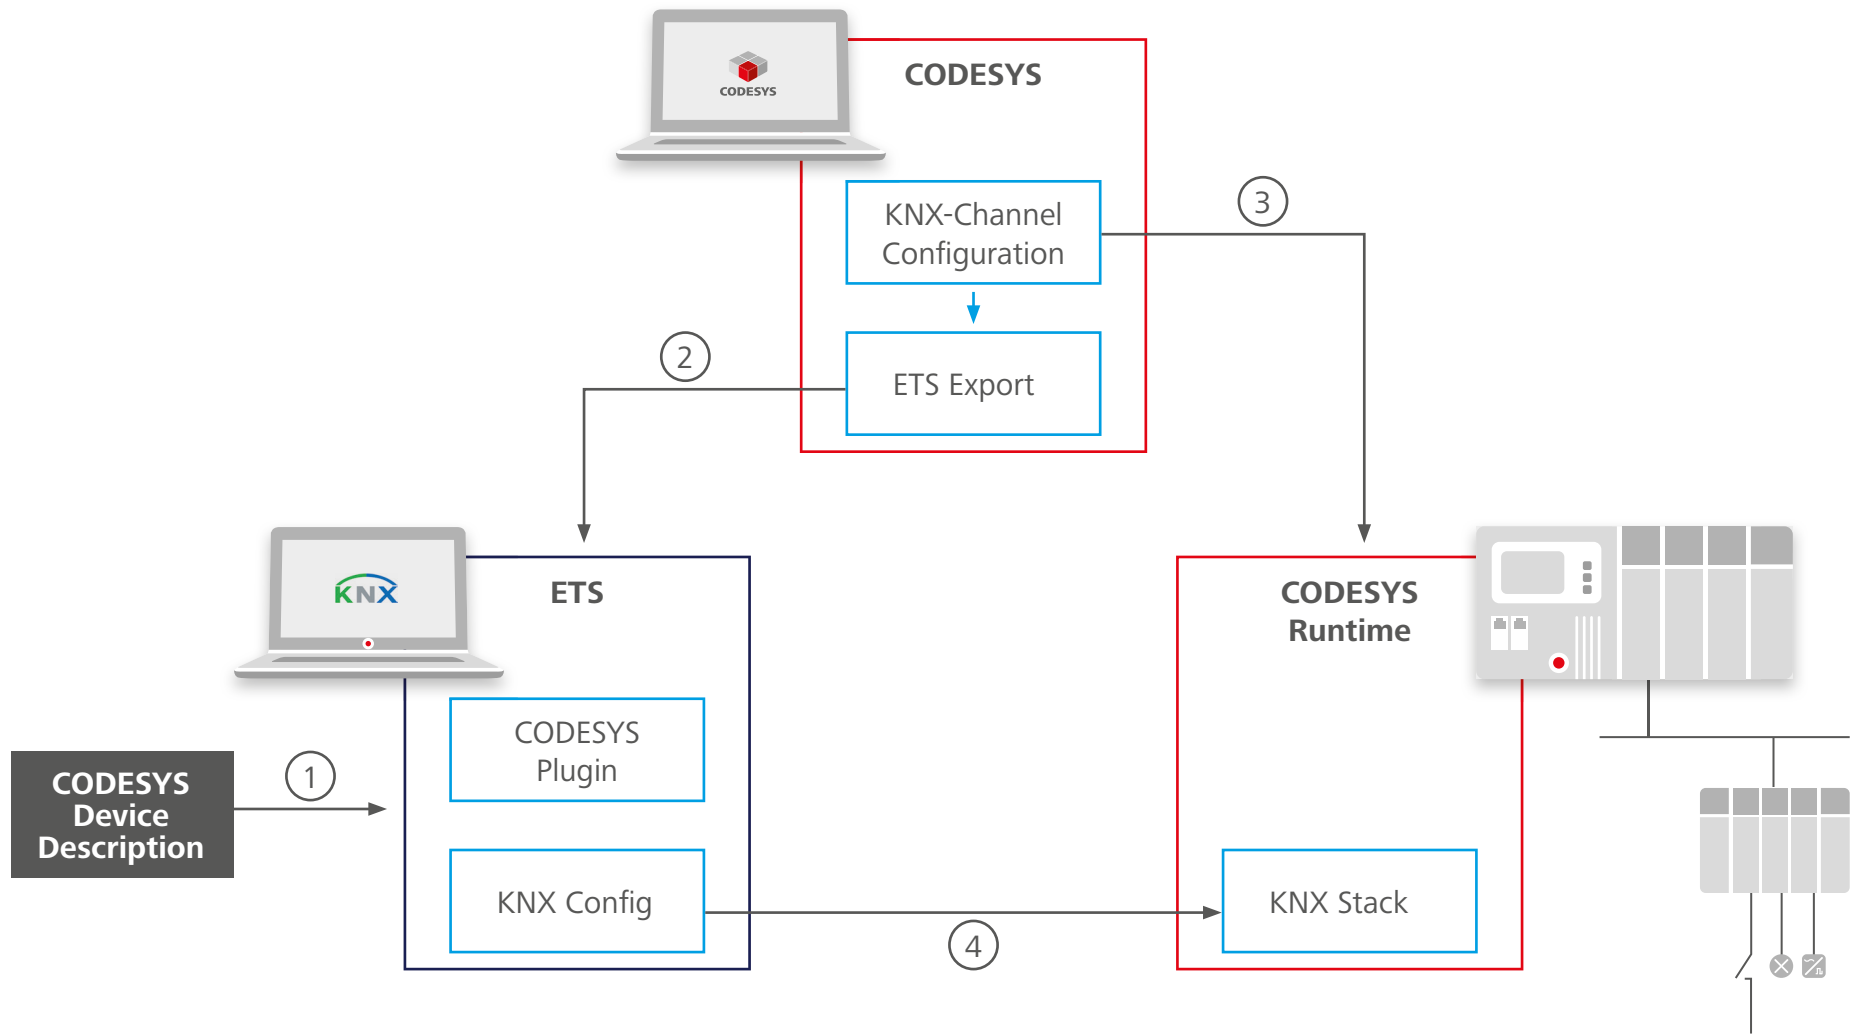 CODESYS
CODESYS
KNX-Channel
Configuration
3
2
ETS Export
KNX
ETS
CODESYS
Runtime
CODESYS
Plugin
CODESYS
Device
Description
1
KNX Config
4
KNX Stack